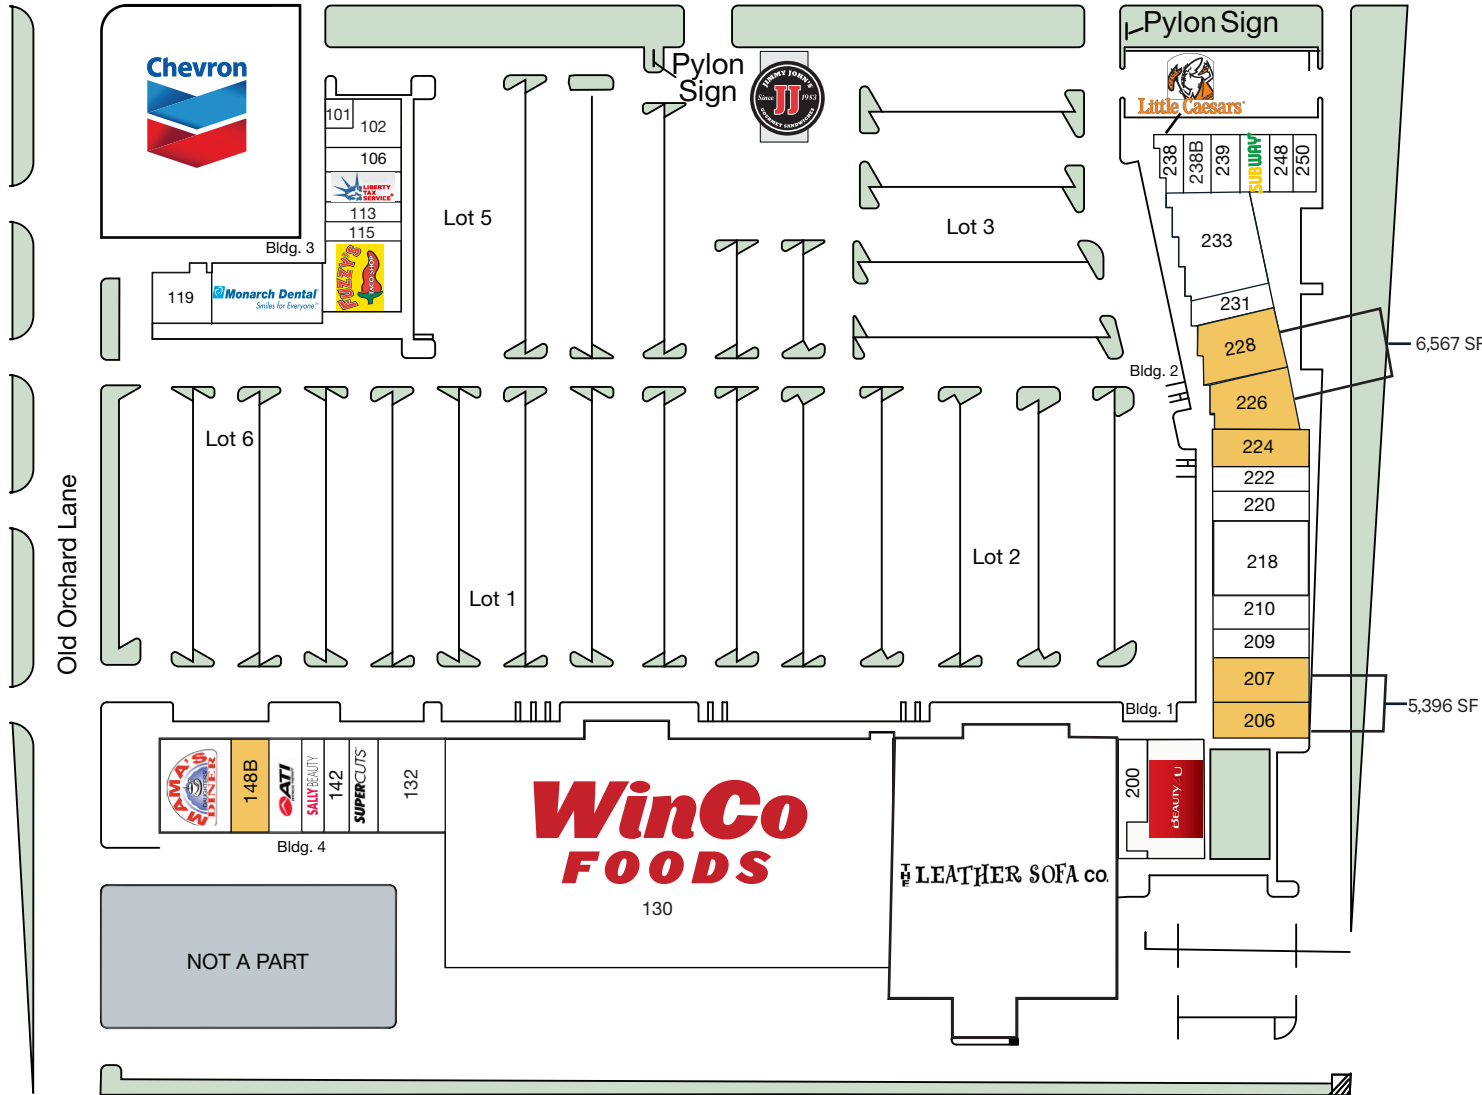 Pylon Sign
Chevron
Pylon
Sign
JIMMY JOHN'S
Since JJ 1983
GOURMET SANDWICHES
Little Caesars
101
102
106
LIBERTY
TAX
SERVICE
113
115
FUZZY'S
TACO SHOP
Bldg. 3
119
Monarch Dental
Smiles for Everyone.
Lot 5
Lot 3
238
238B
239
SUBWAY
248
250
233
231
228
6,567 SF
Bldg. 2
226
224
222
220
218
210
209
207
206
5,396 SF
Lot 6
Lot 2
Lot 1
Old Orchard Lane
Bldg. 1
MAMA'S
DAUGHTERS'
DINER
148B
ATI
SALLY BEAUTY
142
SUPERCUTS
132
Bldg. 4
WinCo
FOODS
130
THE LEATHER SOFA CO.
200
BEAUTY 4 U
NOT A PART